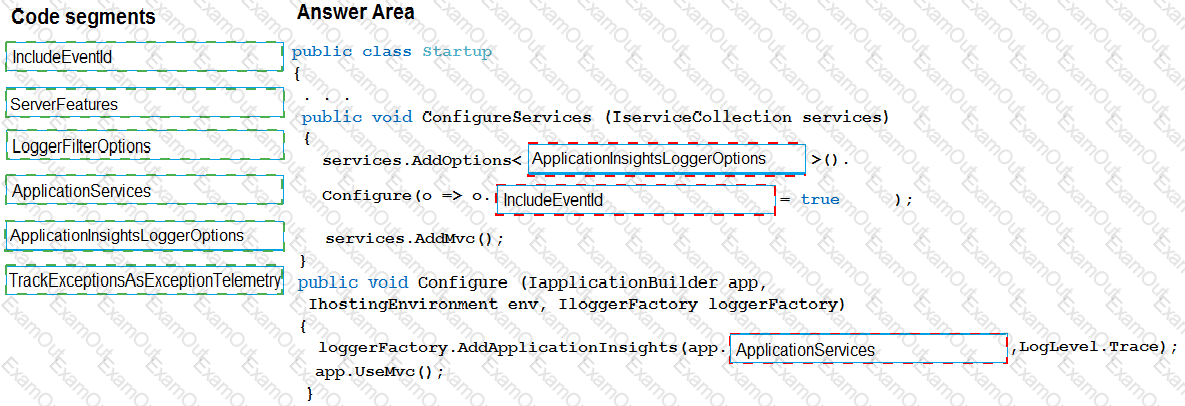 Code segments
IncludeEventId
ServerFeatures
LoggerFilterOptions
ApplicationServices
ApplicationInsightsLoggerOptions
TrackExceptionsAsExceptionTelemetry
Answer Area
public class Startup
{
. . .
public void ConfigureServices (IserviceCollection services)
{
services.AddOptions< ApplicationInsightsLoggerOptions >().
Configure(o => o. IncludeEventId = true );
services.AddMvc();
}
public void Configure (IapplicationBuilder app,
IhostingEnvironment env, IloggerFactory loggerFactory)
{
loggerFactory.AddApplicationInsights(app. ApplicationServices ,LogLevel.Trace);
app.UseMvc();
}